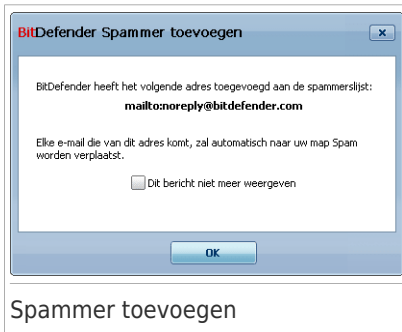 BitDefender Spammer toevoegen
BitDefender heeft het volgende adres toegevoegd aan de spammerslijst:
mailto:noreply@bitdefender.com
Elke e-mail die van dit adres komt, zal automatisch naar uw map Spam
worden verplaatst.
Dit bericht niet meer weergeven
OK
Spammer toevoegen